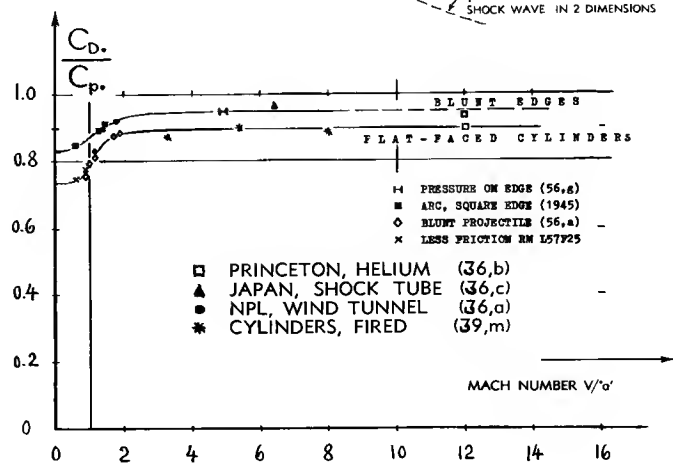 SHOCK WAVE IN 2 DIMENSIONS
C_D.
C_p.
1.0
0.8
0.6
0.4
0.2
0
BLUNT EDGES
FLAT-FACED CYLINDERS
PRESSURE ON EDGE (56,g)
ARC, SQUARE EDGE (1945)
BLUNT PROJECTILE (56,a)
LESS FRICTION RM L57F25
PRINCETON, HELIUM (36,b)
JAPAN, SHOCK TUBE (36,c)
NPL, WIND TUNNEL (36,a)
CYLINDERS, FIRED (39,m)
MACH NUMBER V/'a'
0 2 4 6 8 10 12 14 16